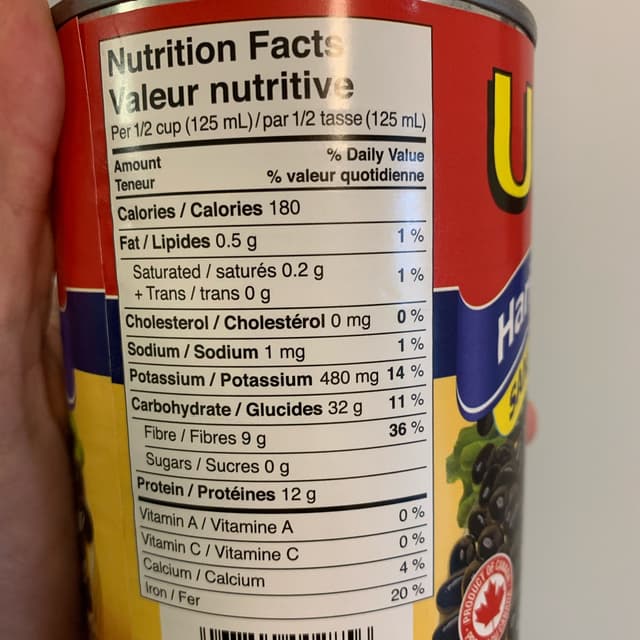 Nutrition Facts
Valeur nutritive
Per 1/2 cup (125 mL)/par 1/2 tasse (125 mL)
Amount % Daily Value
Teneur % valeur quotidienne
Calories / Calories 180
Fat / Lipides 0.5 g 1 %
Saturated / saturés 0.2 g 1 %
+ Trans / trans 0 g
Cholesterol / Cholestérol 0 mg 0 %
Sodium / Sodium 1 mg 1 %
Potassium / Potassium 480 mg 14 %
Carbohydrate / Glucides 32 g 11 %
Fibre / Fibres 9 g 36 %
Sugars / Sucres 0 g
Protein / Protéines 12 g
Vitamin A / Vitamine A 0 %
Vitamin C / Vitamine C 0 %
Calcium / Calcium 4 %
Iron / Fer 20 %
U
Har
PRODUCT OF